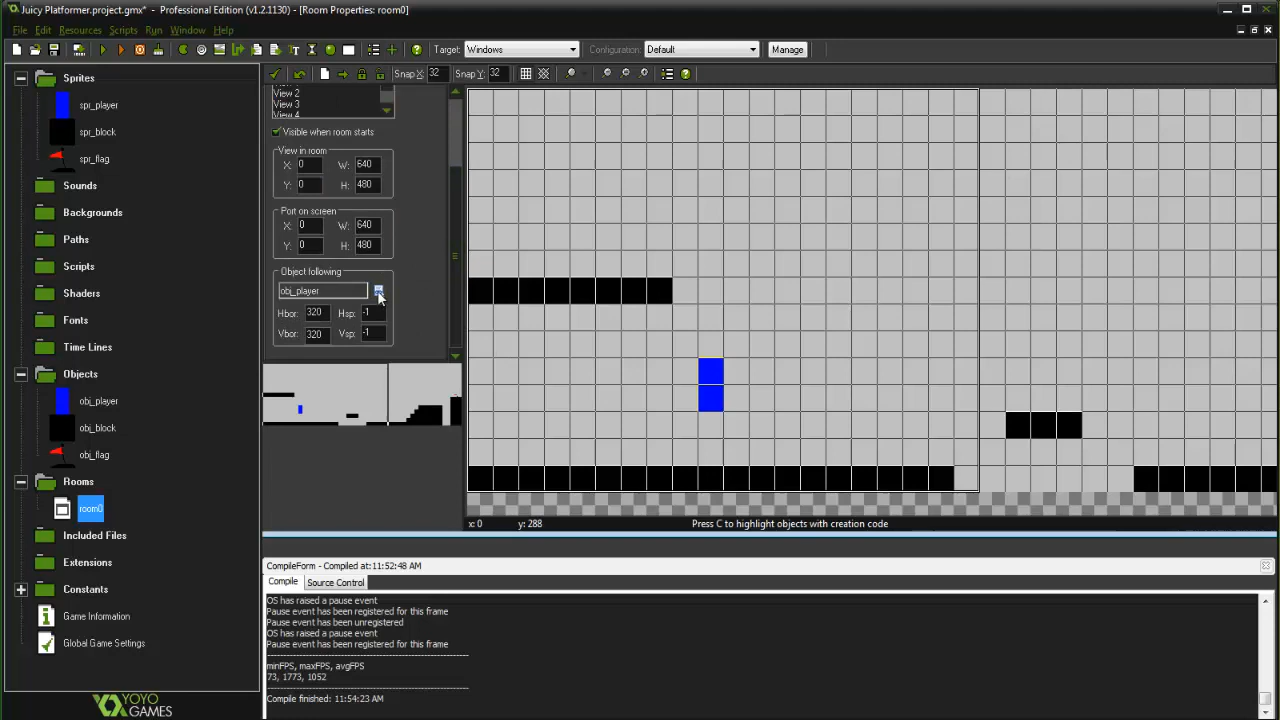 Juicy Platformer.project.gmx* - Professional Edition (v1.2.1130) - [Room Properties: room0]
File Edit Resources Scripts Run Window Help
Target: Windows Configuration: Default Manage
Sprites
spr_player
spr_block
spr_flag
Sounds
Backgrounds
Paths
Scripts
Shaders
Fonts
Time Lines
Objects
obj_player
obj_block
obj_flag
Rooms
room0
Included Files
Extensions
Constants
Game Information
Global Game Settings
YOYO
GAMES
Snap X: 32 Snap Y: 32
View 2
View 3
View 4
Visible when room starts
View in room
X: 0 W: 640
Y: 0 H: 480
Port on screen
X: 0 W: 640
Y: 0 H: 480
Object following
obj_player
Hbor: 320 Hsp: -1
Vbor: 320 Vsp: -1
x: 0 y: 288 Press C to highlight objects with creation code
CompileForm - Compiled at:11:52:48 AM
Compile Source Control
OS has raised a pause event
Pause event has been registered for this frame
Pause event has been unregistered
OS has raised a pause event
Pause event has been registered for this frame
minFPS, maxFPS, avgFPS
73, 1773, 1052
Compile finished: 11:54:23 AM